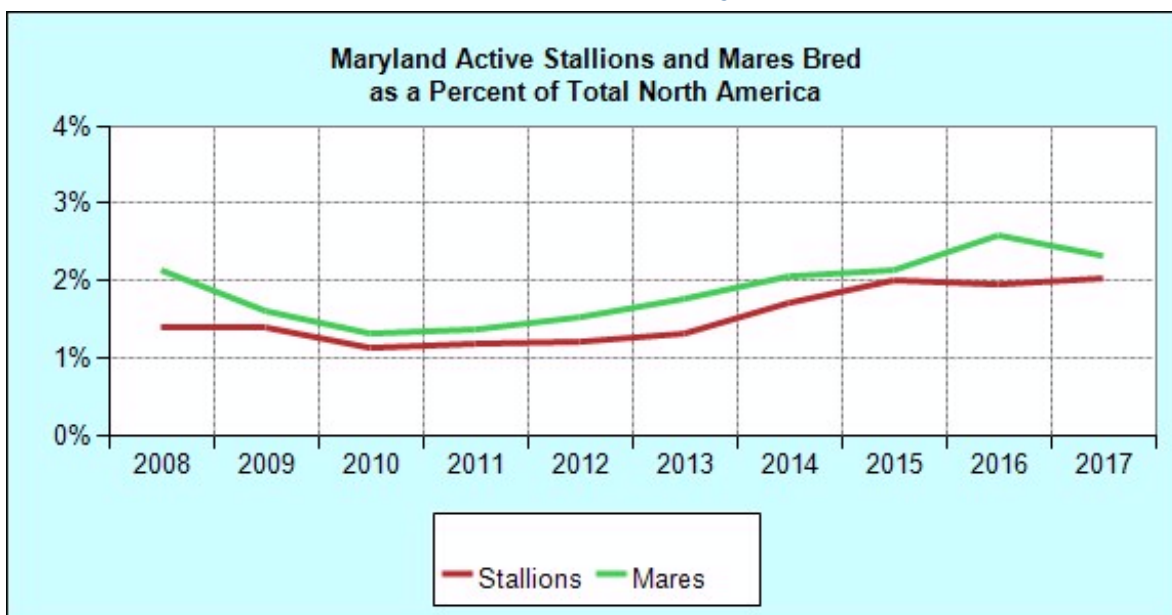 Maryland Active Stallions and Mares Bred
as a Percent of Total North America
4%
3%
2%
1%
0%
2008 2009 2010 2011 2012 2013 2014 2015 2016 2017
Stallions Mares